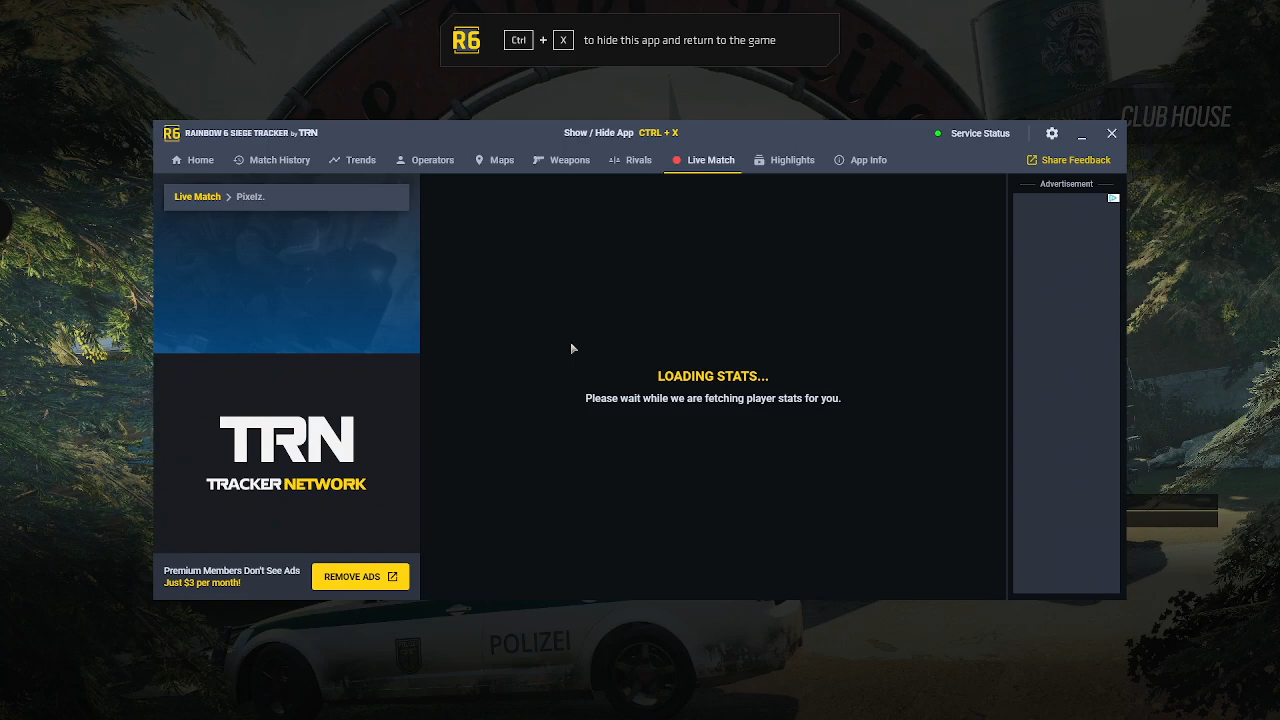 R6 Ctrl + X to hide this app and return to the game
CLUB HOUSE
R6 RAINBOW 6 SIEGE TRACKER by TRN Show / Hide App CTRL + X Service Status
Home Match History Trends Operators Maps Weapons Rivals Live Match Highlights App Info Share Feedback
Live Match > Pixelz.
Advertisement
LOADING STATS...
Please wait while we are fetching player stats for you.
TRN
TRACKER NETWORK
Premium Members Don't See Ads
Just $3 per month!
REMOVE ADS
POLIZEI